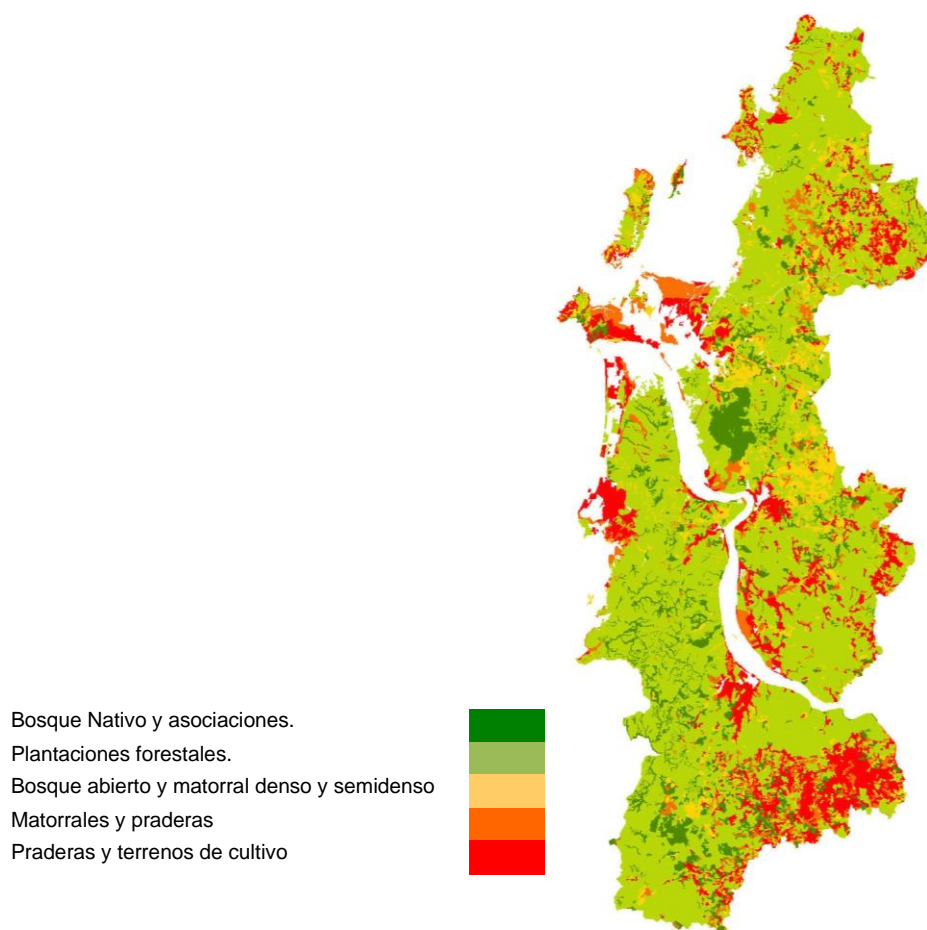 Bosque Nativo y asociaciones.
Plantaciones forestales.
Bosque abierto y matorral denso y semidenso
Matorrales y praderas
Praderas y terrenos de cultivo